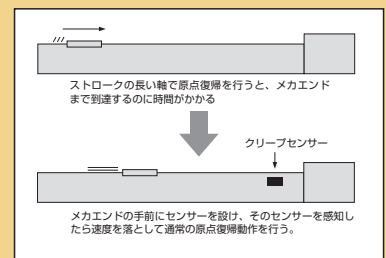 ストロークの長い軸で原点復帰を行うと、メカエンド
まで到達するのに時間がかかる
クリープセンサー
メカエンドの手前にセンサーを設け、そのセンサーを感知し
たら速度を落として通常の原点復帰動作を行う。